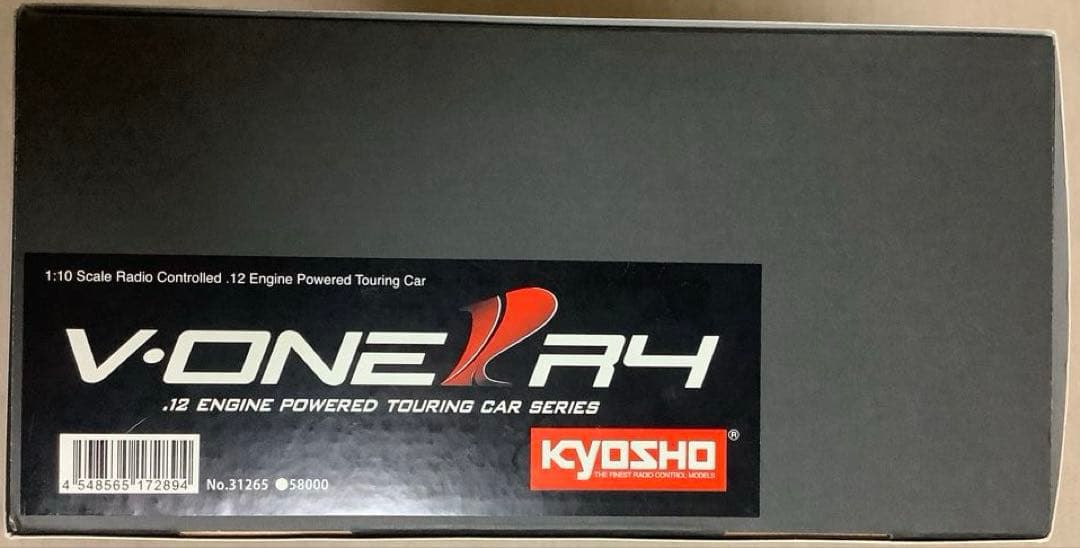 1:10 Scale Radio Controlled .12 Engine Powered Touring Car
V·ONE R4
.12 ENGINE POWERED TOURING CAR SERIES
KYOSHO ®
THE FINEST RADIO CONTROL MODELS
4 548565 172894 No.31265 ●58000